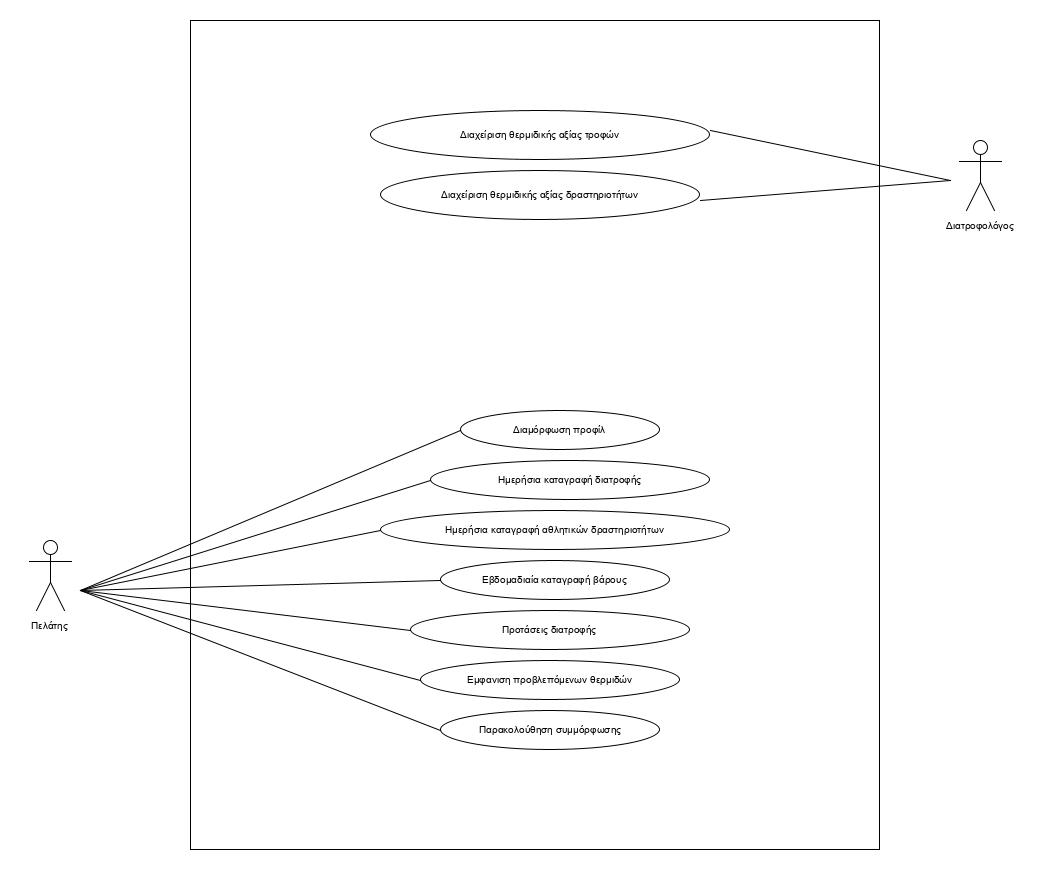 Διαχείριση θερμιδικής αξίας τροφών
Διαχείριση θερμιδικής αξίας δραστηριοτήτων
Διατροφολόγος
Διαμόρφωση προφίλ
Ημερήσια καταγραφή διατροφής
Ημερήσια καταγραφή αθλητικών δραστηριοτήτων
Εβδομαδιαία καταγραφή βάρους
Πελάτης
Προτάσεις διατροφής
Εμφανιση προβλεπόμενων θερμιδών
Παρακολούθηση συμμόρφωσης